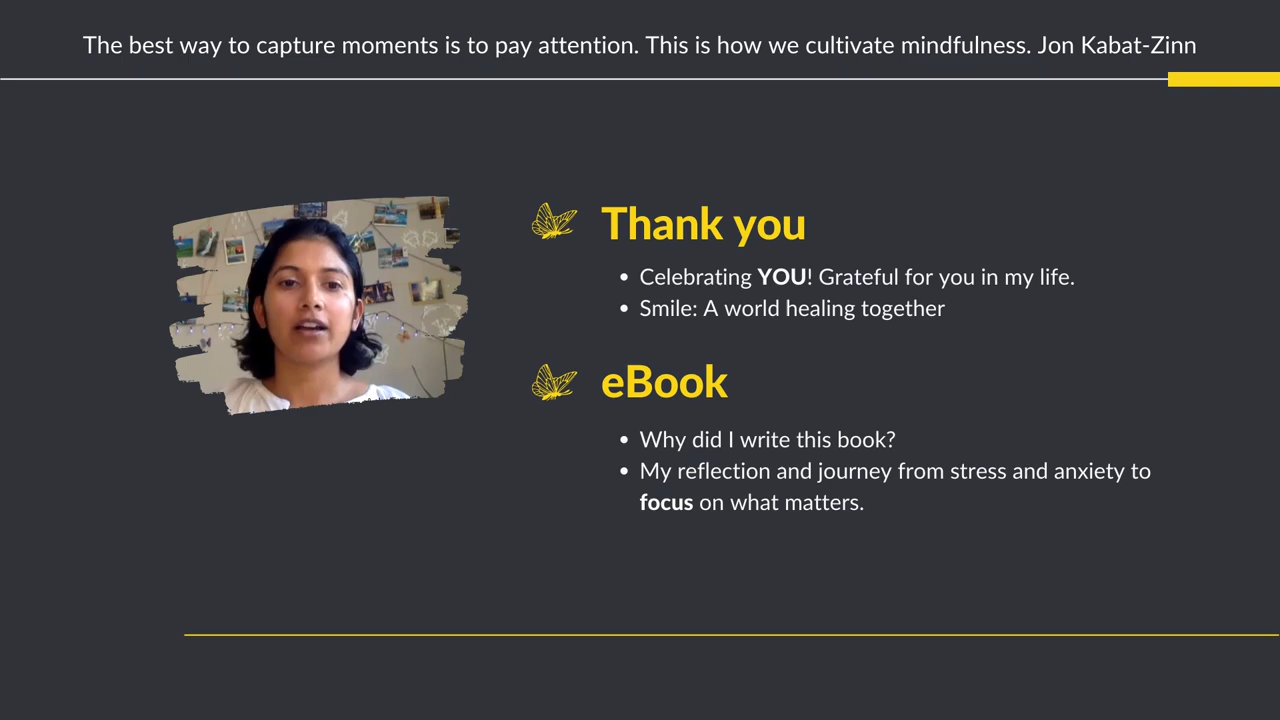 The best way to capture moments is to pay attention. This is how we cultivate mindfulness. Jon Kabat-Zinn
Thank you
• Celebrating YOU! Grateful for you in my life.
• Smile: A world healing together
eBook
• Why did I write this book?
• My reflection and journey from stress and anxiety to
focus on what matters.